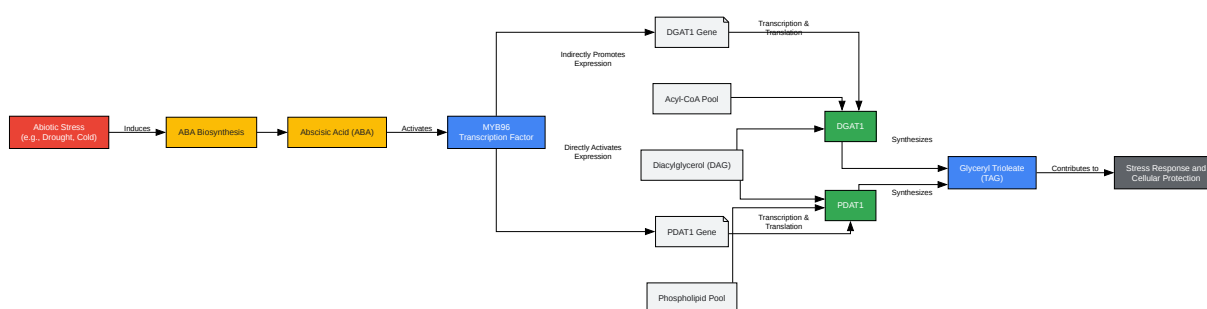 Abiotic Stress
(e.g., Drought, Cold)
Induces
ABA Biosynthesis
Abscisic Acid (ABA)
Activates
MYB96
Transcription Factor
Indirectly Promotes
Expression
Directly Activates
Expression
DGAT1 Gene
Transcription &
Translation
Acyl-CoA Pool
Diacylglycerol (DAG)
PDAT1 Gene
Transcription &
Translation
Phospholipid Pool
DGAT1
Synthesizes
PDAT1
Synthesizes
Glyceryl Trioleate
(TAG)
Contributes to
Stress Response and
Cellular Protection